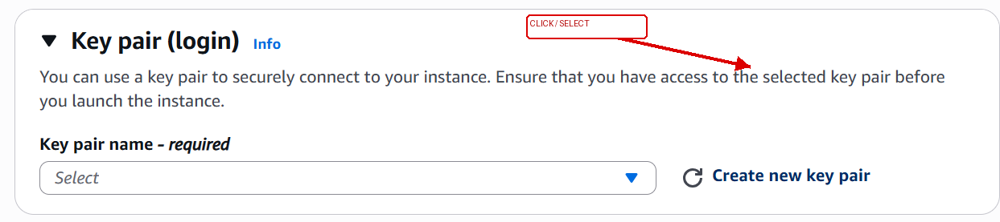 CLICK / SELECT
Key pair (login) Info
You can use a key pair to securely connect to your instance. Ensure that you have access to the selected key pair before
you launch the instance.
Key pair name - required
Select
Create new key pair